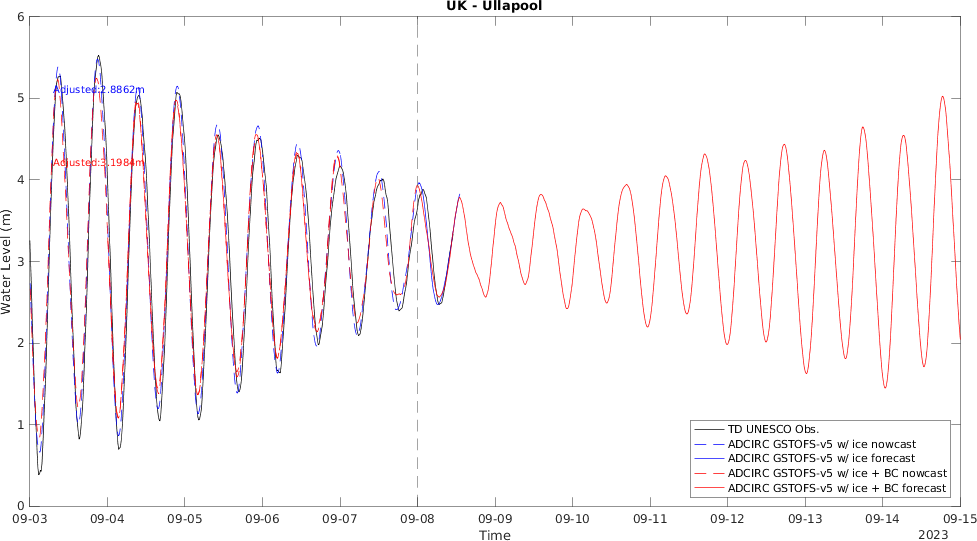 UK - Ullapool
6
5
4
3
2
1
0
Water Level (m)
Adjusted:2.8862m
Adjusted:3.1984m
TD UNESCO Obs.
ADCIRC GSTOFS-v5 w/ ice nowcast
ADCIRC GSTOFS-v5 w/ ice forecast
ADCIRC GSTOFS-v5 w/ ice + BC nowcast
ADCIRC GSTOFS-v5 w/ ice + BC forecast
09-03 09-04 09-05 09-06 09-07 09-08 09-09 09-10 09-11 09-12 09-13 09-14 09-15
Time
2023